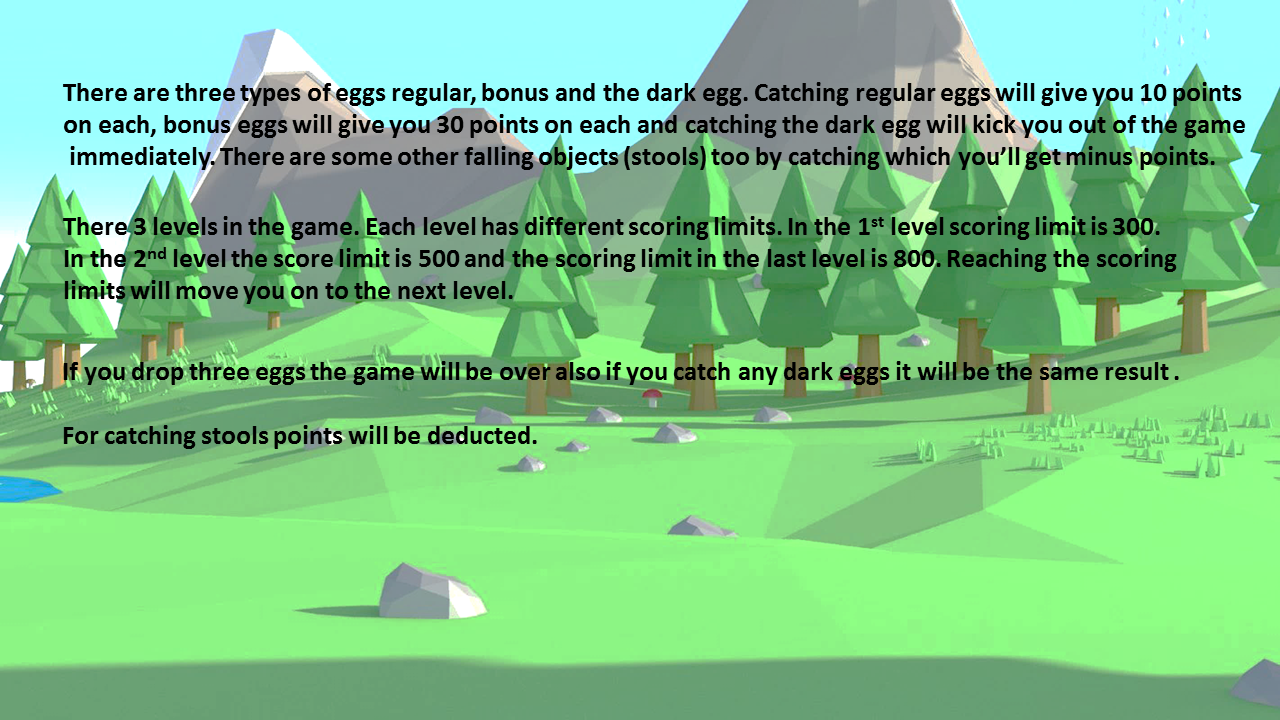 There are three types of eggs regular, bonus and the dark egg. Catching regular eggs will give you 10 points
on each, bonus eggs will give you 30 points on each and catching the dark egg will kick you out of the game
immediately. There are some other falling objects (stools) too by catching which you’ll get minus points.
There 3 levels in the game. Each level has different scoring limits. In the 1st level scoring limit is 300.
In the 2nd level the score limit is 500 and the scoring limit in the last level is 800. Reaching the scoring
limits will move you on to the next level.
If you drop three eggs the game will be over also if you catch any dark eggs it will be the same result .
For catching stools points will be deducted.